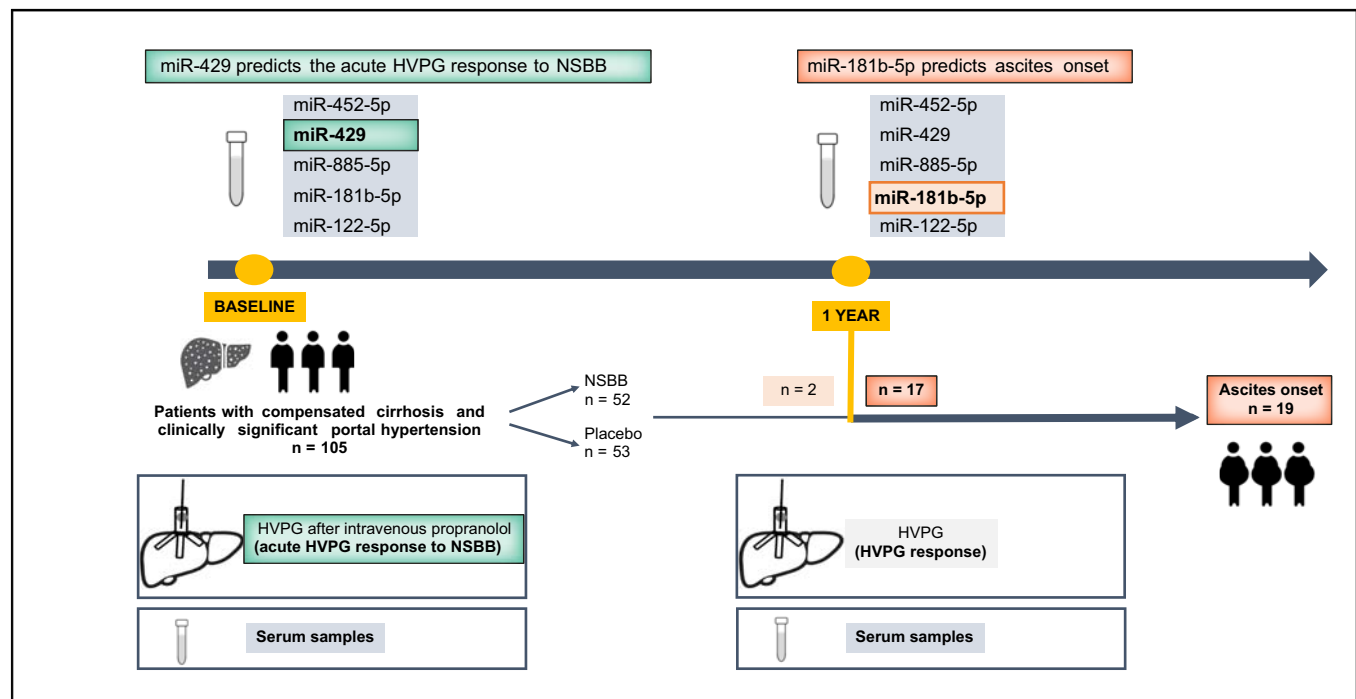 miR-429 predicts the acute HVPG response to NSBB
miR-181b-5p predicts ascites onset
miR-452-5p
miR-429
miR-885-5p
miR-181b-5p
miR-122-5p
miR-452-5p
miR-429
miR-885-5p
miR-181b-5p
miR-122-5p
BASELINE
1 YEAR
Patients with compensated cirrhosis and
clinically significant portal hypertension
n = 105
NSBB
n = 52
Placebo
n = 53
n = 2
n = 17
Ascites onset
n = 19
HVPG after intravenous propranolol
(acute HVPG response to NSBB)
HVPG
(HVPG response)
Serum samples
Serum samples